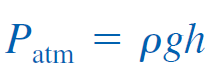 P_atm = ρgh